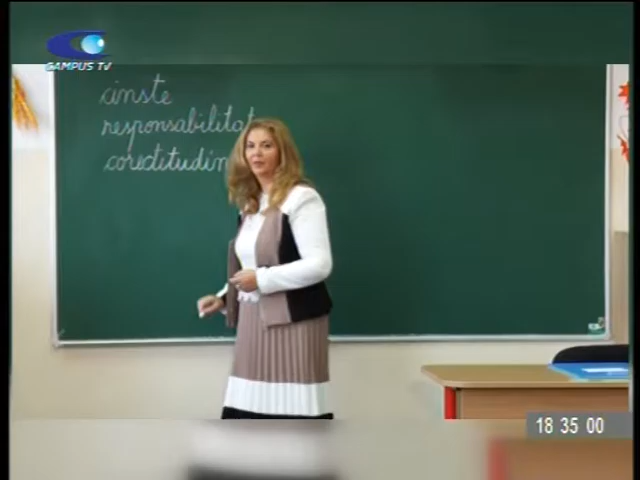 CAMPUS TV
cinste
responsabilitat
corectitudin
18 35 00